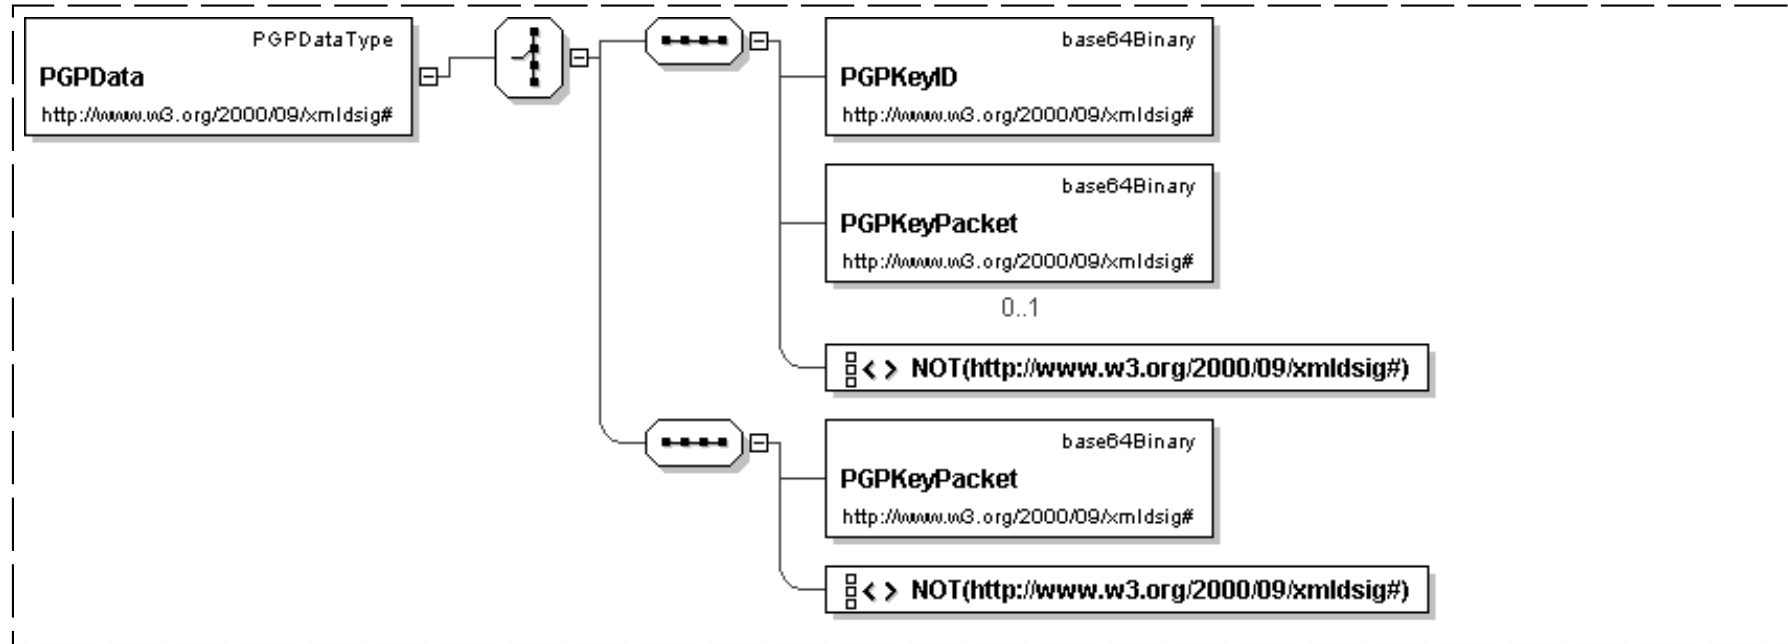 PGPDataType
PGPData
http://www.w3.org/2000/09/xmldsig#
base64Binary
PGPKeyID
http://www.w3.org/2000/09/xmldsig#
base64Binary
PGPKeyPacket
http://www.w3.org/2000/09/xmldsig#
0..1
<> NOT(http://www.w3.org/2000/09/xmldsig#)
base64Binary
PGPKeyPacket
http://www.w3.org/2000/09/xmldsig#
<> NOT(http://www.w3.org/2000/09/xmldsig#)